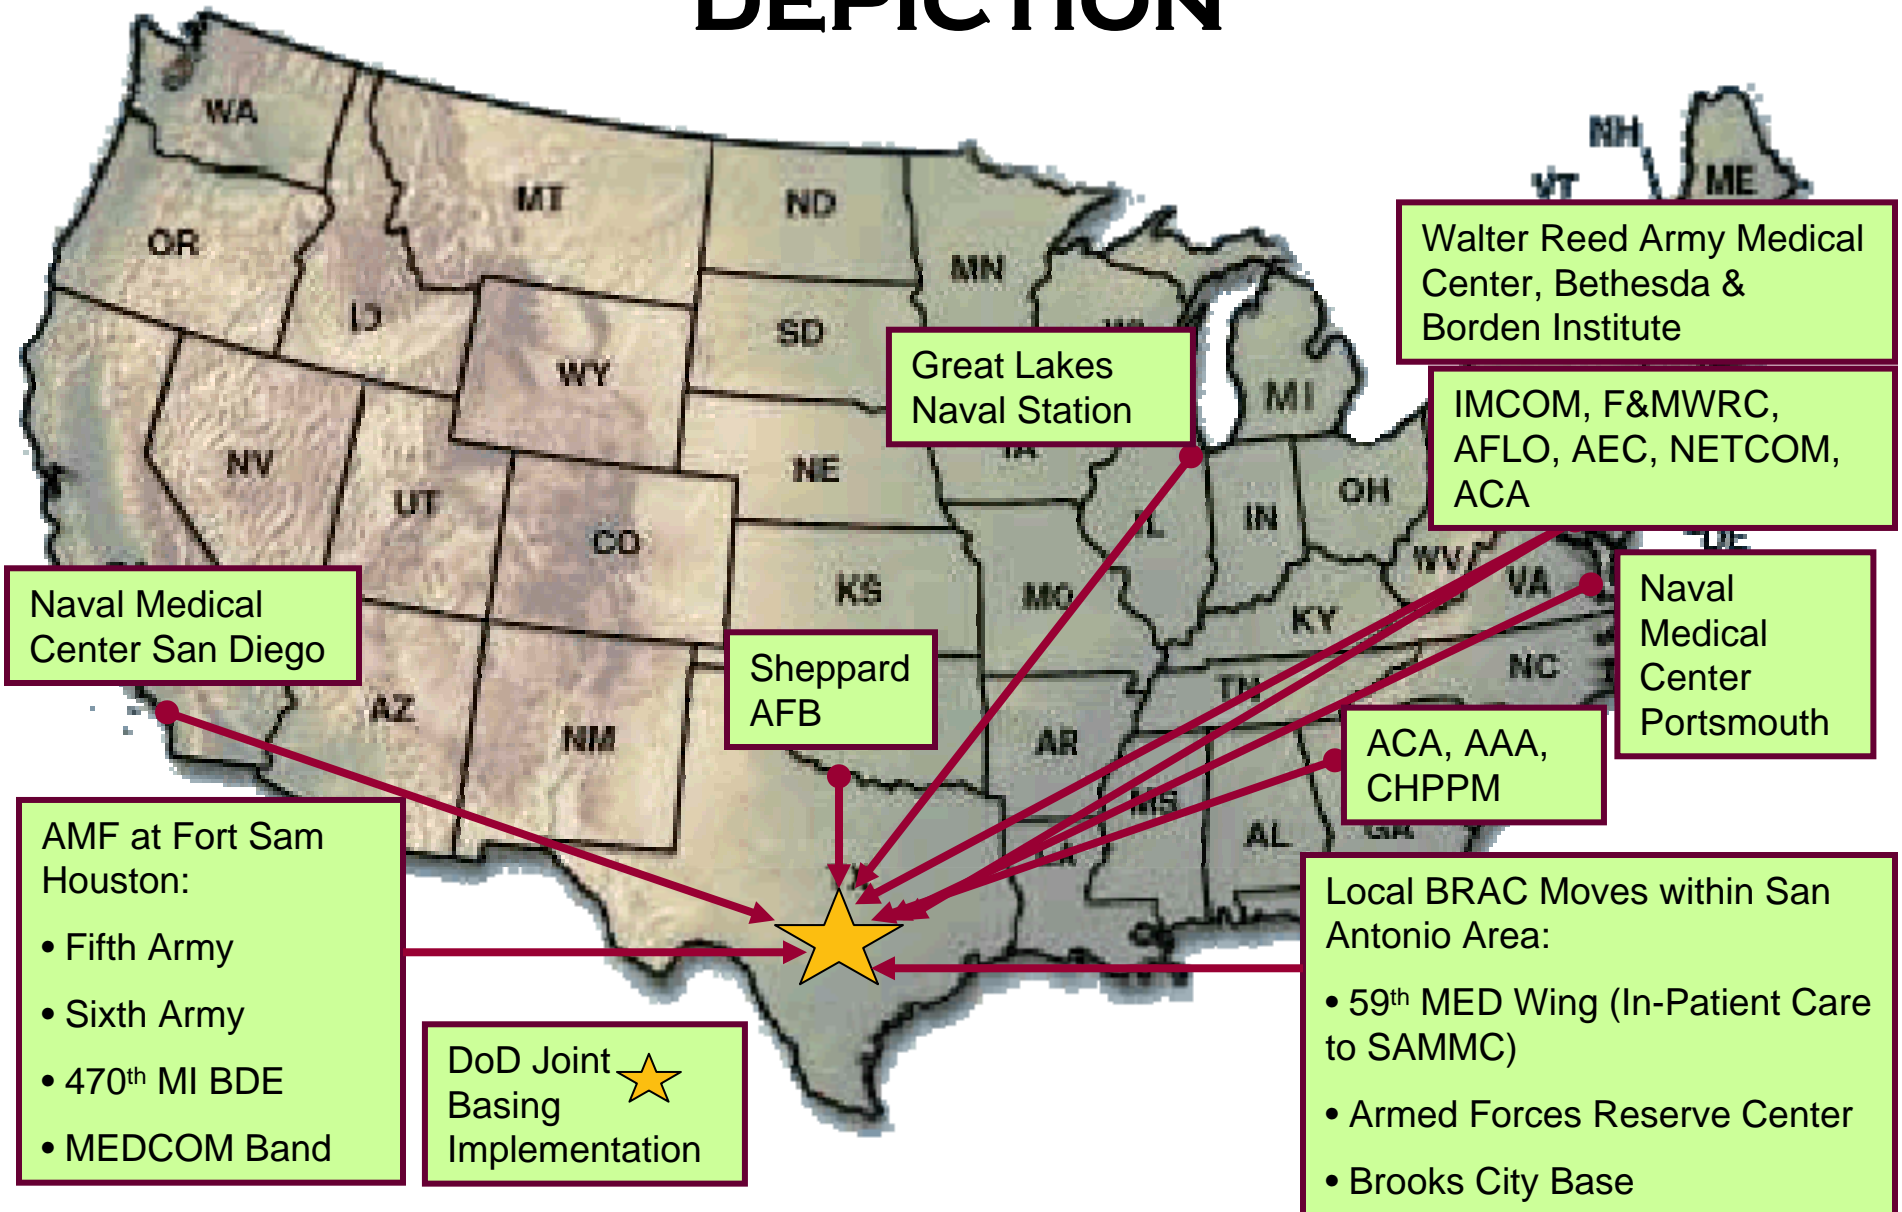 DEPICTION
WA
OR
ID
MT
ND
SD
WY
NE
MN
NV
UT
CO
KS
AZ
NM
MO
AR
IL
IN
OH
MI
WV
VA
KY
TN
NC
MS
AL
GA
NH
VT
ME
DE
Walter Reed Army Medical
Center, Bethesda &
Borden Institute
Great Lakes
Naval Station
IMCOM, F&MWRC,
AFLO, AEC, NETCOM,
ACA
Naval Medical
Center San Diego
Sheppard
AFB
Naval
Medical
Center
Portsmouth
ACA, AAA,
CHPPM
AMF at Fort Sam
Houston:
• Fifth Army
• Sixth Army
• 470th MI BDE
• MEDCOM Band
DoD Joint
Basing
Implementation
Local BRAC Moves within San
Antonio Area:
• 59th MED Wing (In-Patient Care
to SAMMC)
• Armed Forces Reserve Center
• Brooks City Base